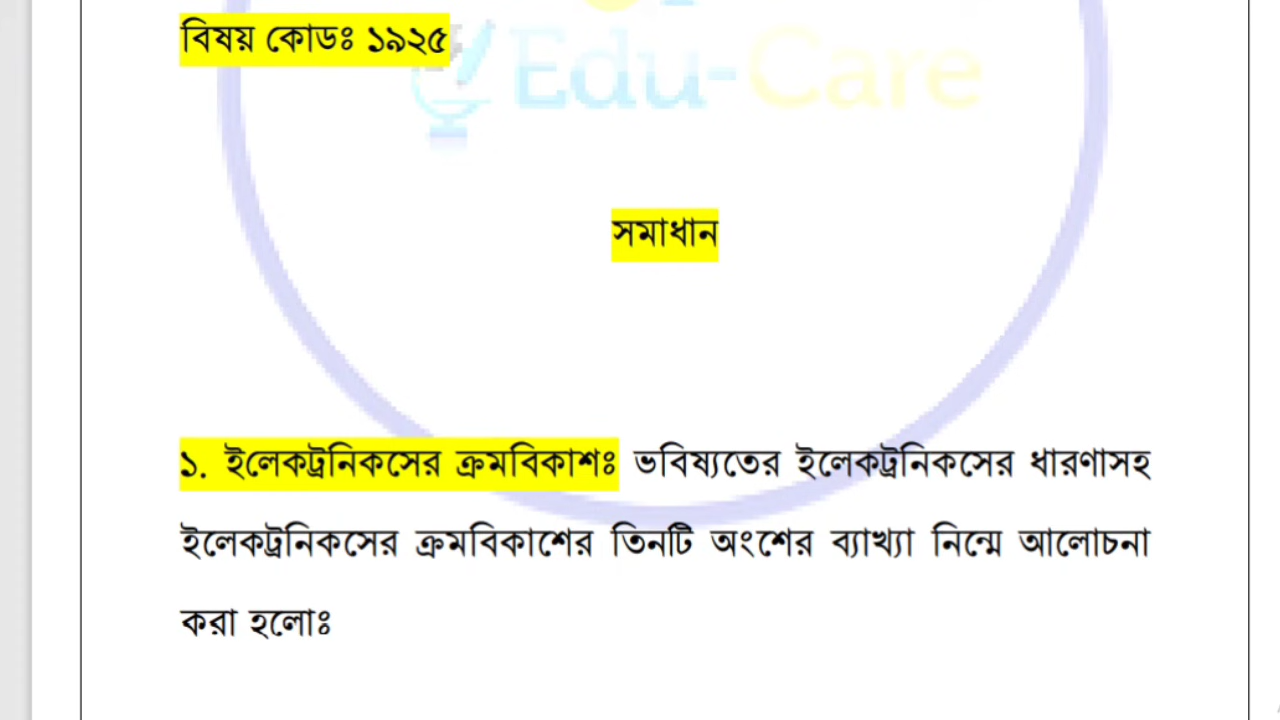 বিষয় কোডঃ ১৯২৫
Edu-Care
সমাধান
১. ইলেকট্রনিকসের ক্রমবিকাশঃ ভবিষ্যতের ইলেকট্রনিকসের ধারণাসহ
ইলেকট্রনিকসের ক্রমবিকাশের তিনটি অংশের ব্যাখ্যা নিন্মে আলোচনা
করা হলোঃ